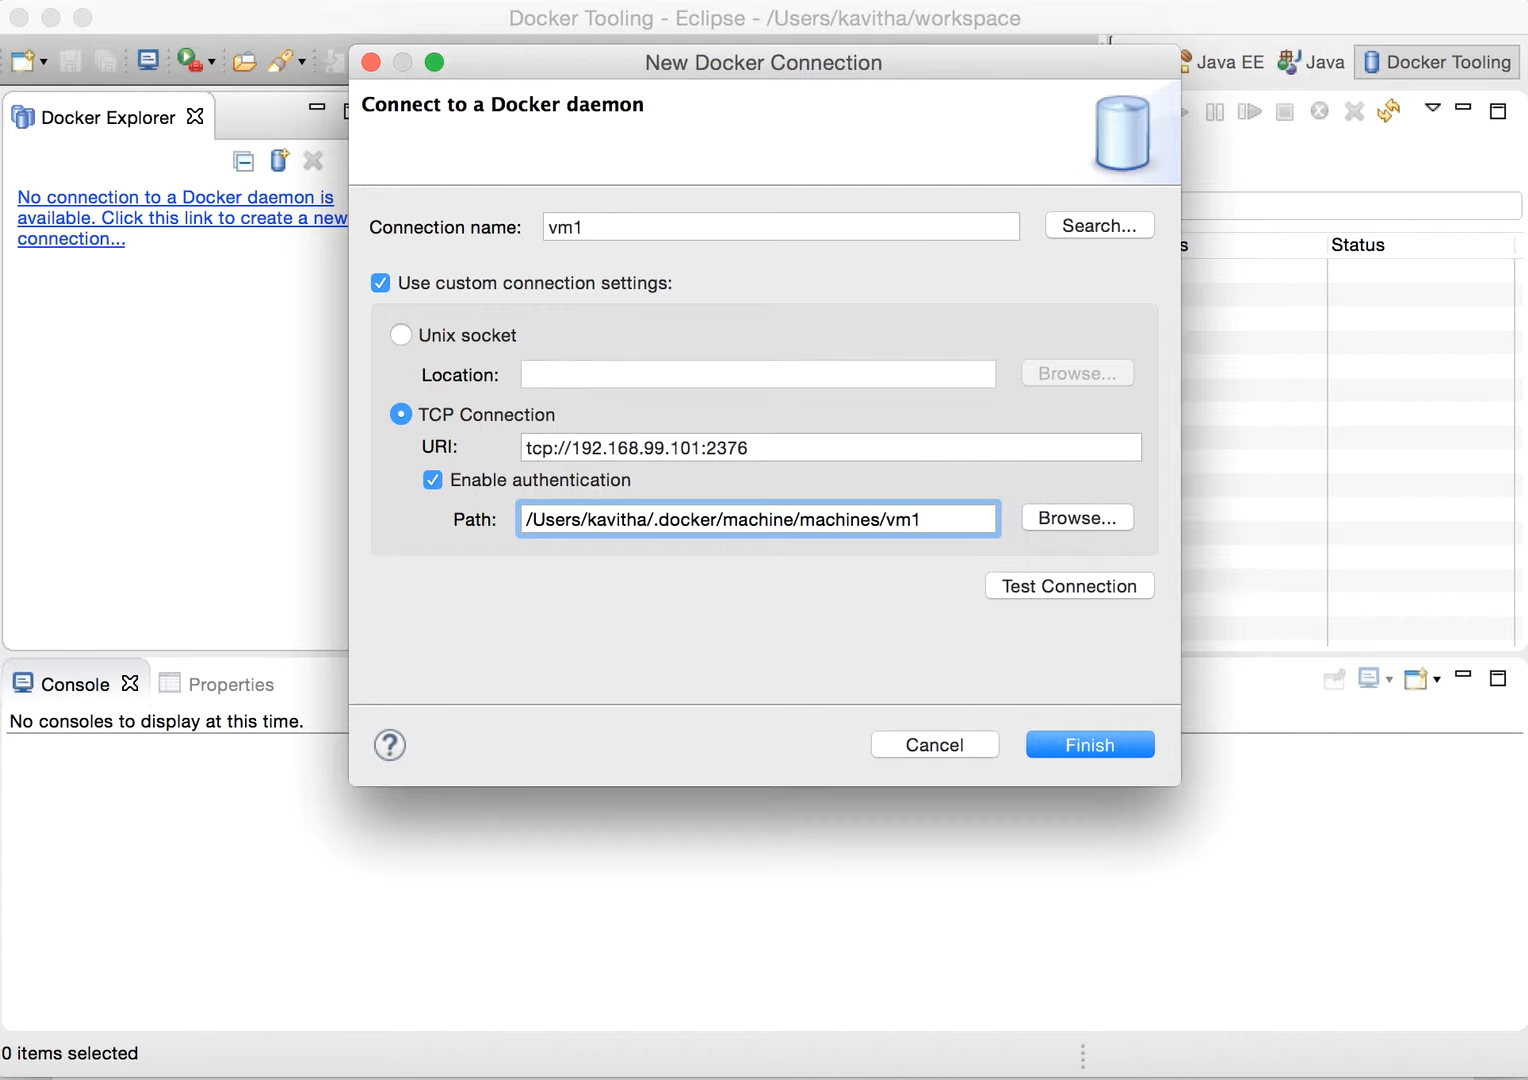 Docker Tooling - Eclipse - /Users/kavitha/workspace
Java EE
Java
Docker Tooling
New Docker Connection
Docker Explorer
Connect to a Docker daemon
No connection to a Docker daemon is
available. Click this link to create a new
connection...
Connection name:
vm1
Search...
s
Status
Use custom connection settings:
Unix socket
Location:
Browse...
TCP Connection
URI:
tcp://192.168.99.101:2376
Enable authentication
Path:
/Users/kavitha/.docker/machine/machines/vm1
Browse...
Test Connection
Console
Properties
No consoles to display at this time.
?
Cancel
Finish
0 items selected